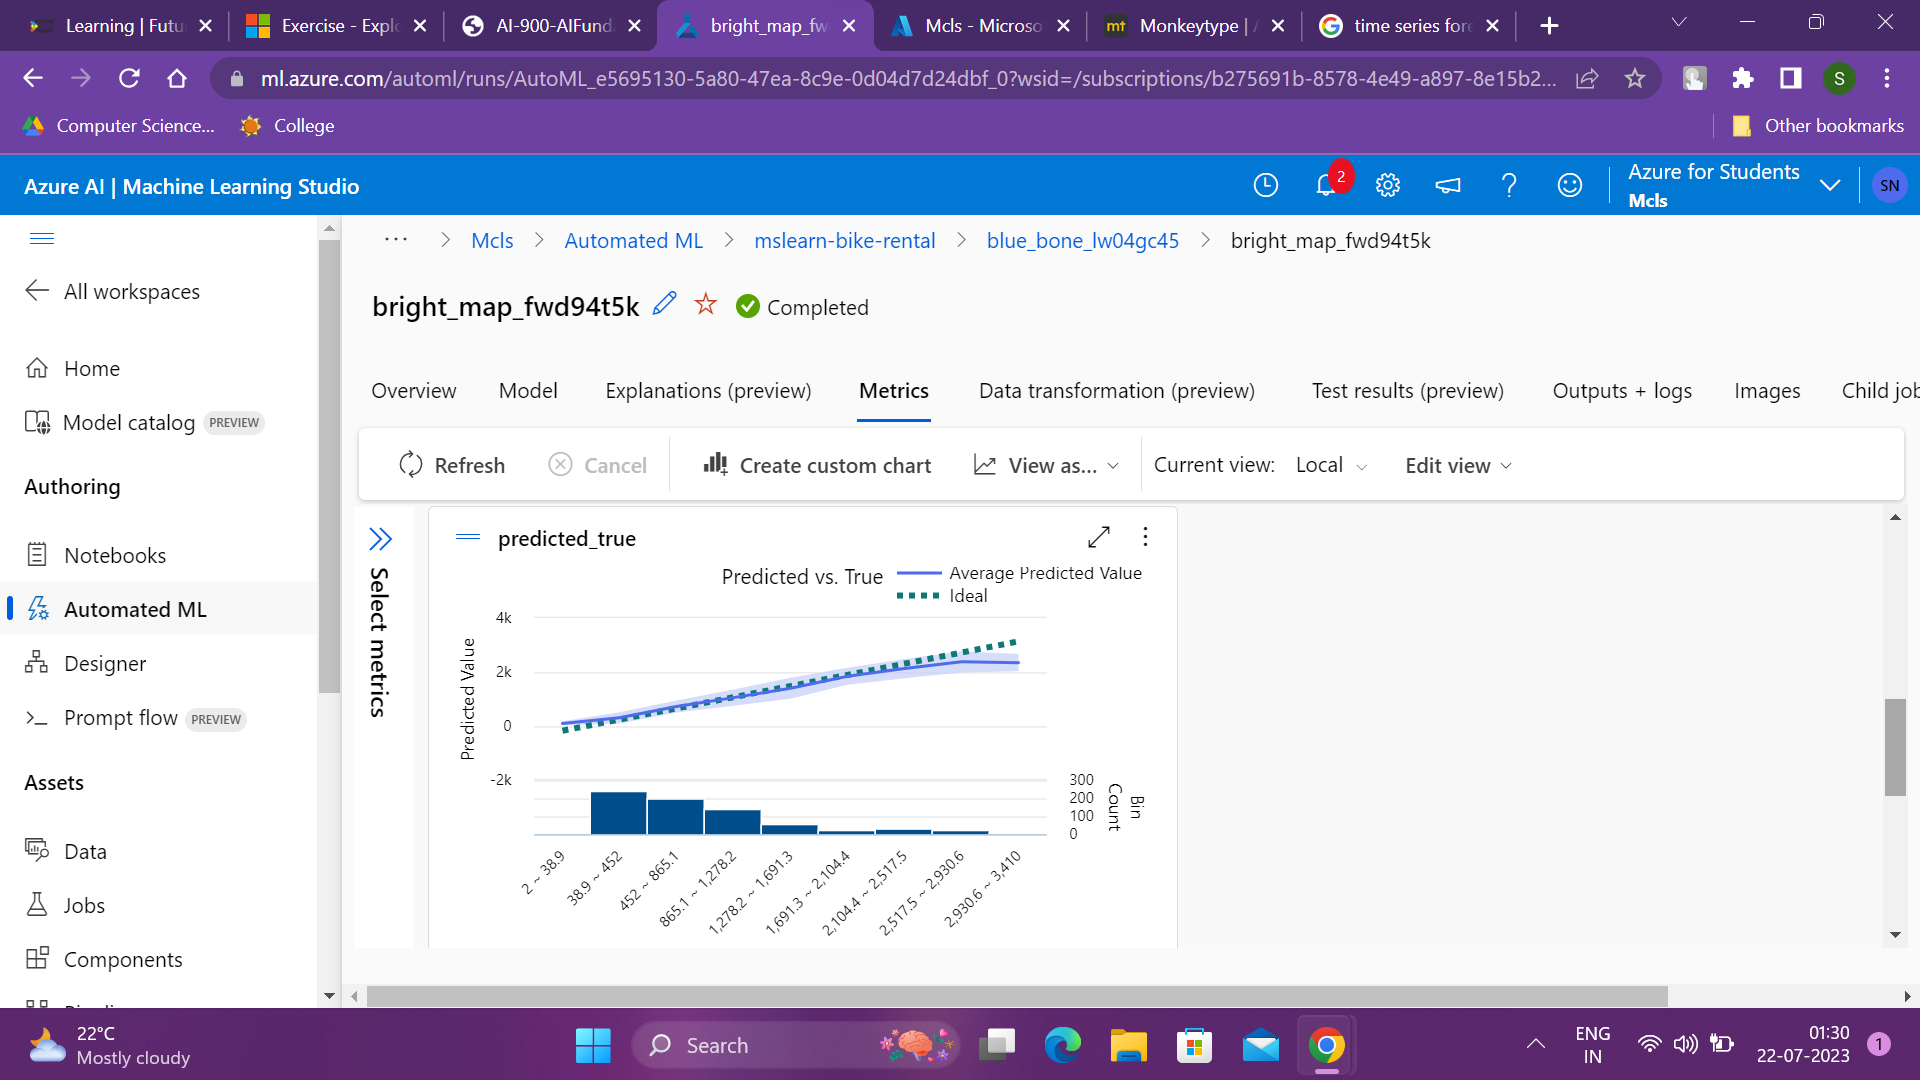 Learning | Futu
Exercise - Explo
AI-900-AIFunda
bright_map_fw
Mcls - Microso
mt
Monkeytype |
time series fore
ml.azure.com/automl/runs/AutoML_e5695130-5a80-47ea-8c9e-0d04d7d24dbf_0?wsid=/subscriptions/b275691b-8578-4e49-a897-8e15b2...
S
Computer Science...
College
Other bookmarks
Azure AI | Machine Learning Studio
2
Azure for Students
Mcls
SN
... > Mcls > Automated ML > mslearn-bike-rental > blue_bone_lw04gc45 > bright_map_fwd94t5k
All workspaces
bright_map_fwd94t5k
Completed
Home
Model catalog PREVIEW
Authoring
Notebooks
Automated ML
Designer
Prompt flow PREVIEW
Assets
Data
Jobs
Components
Overview Model Explanations (preview) Metrics Data transformation (preview) Test results (preview) Outputs + logs Images Child job
Refresh Cancel Create custom chart View as... Current view: Local Edit view
Select metrics
predicted_true
Predicted vs. True
Average Predicted Value
Ideal
Predicted Value
4k
2k
0
-2k
300
200
100
0
Bin
Count
2 ~ 38.9
38.9 ~ 452
452 ~ 865.1
865.1 ~ 1,278.2
1,278.2 ~ 1,691.3
1,691.3 ~ 2,104.4
2,104.4 ~ 2,517.5
2,517.5 ~ 2,930.6
2,930.6 ~ 3,410
22°C
Mostly cloudy
Search
ENG
IN
01:30
22-07-2023
1